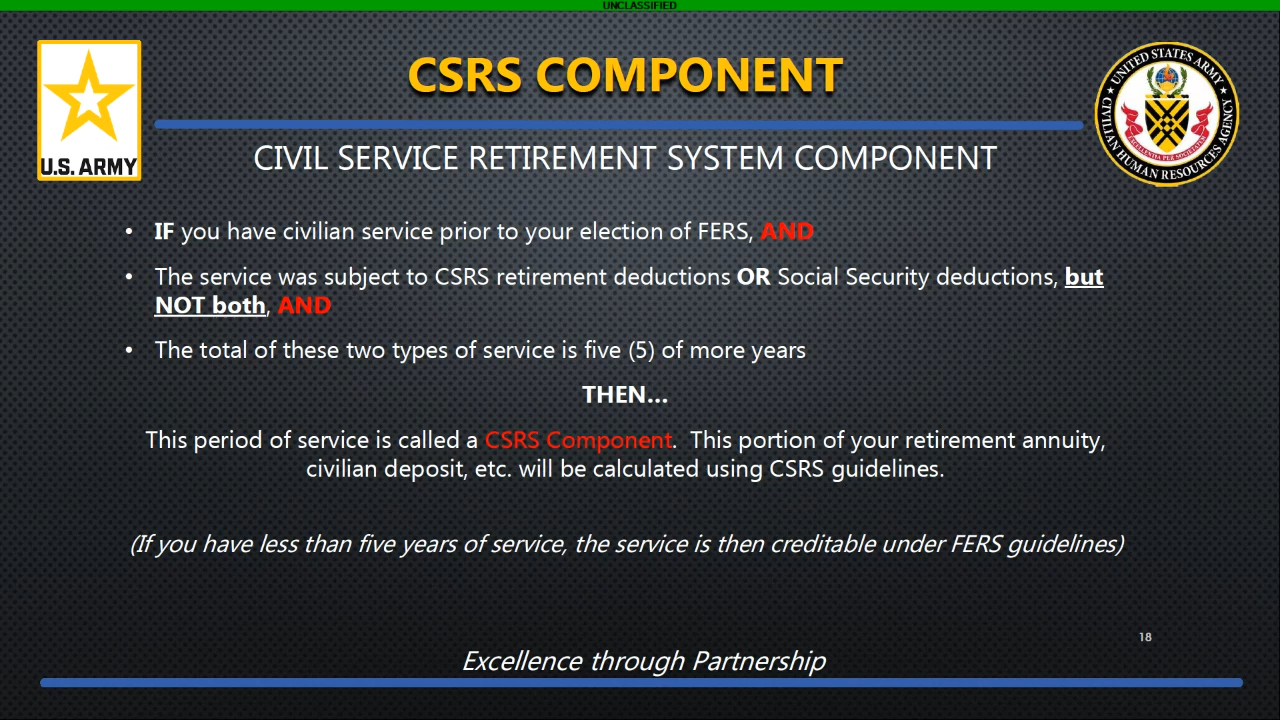 UNCLASSIFIED
CSRS COMPONENT
U.S. ARMY
UNITED STATES ARMY
CIVILIAN HUMAN RESOURCES AGENCY
CIVIL SERVICE RETIREMENT SYSTEM COMPONENT
• IF you have civilian service prior to your election of FERS, AND
• The service was subject to CSRS retirement deductions OR Social Security deductions, but
NOT both, AND
• The total of these two types of service is five (5) of more years
THEN...
This period of service is called a CSRS Component.  This portion of your retirement annuity,
civilian deposit, etc. will be calculated using CSRS guidelines.
(If you have less than five years of service, the service is then creditable under FERS guidelines)
18
Excellence through Partnership